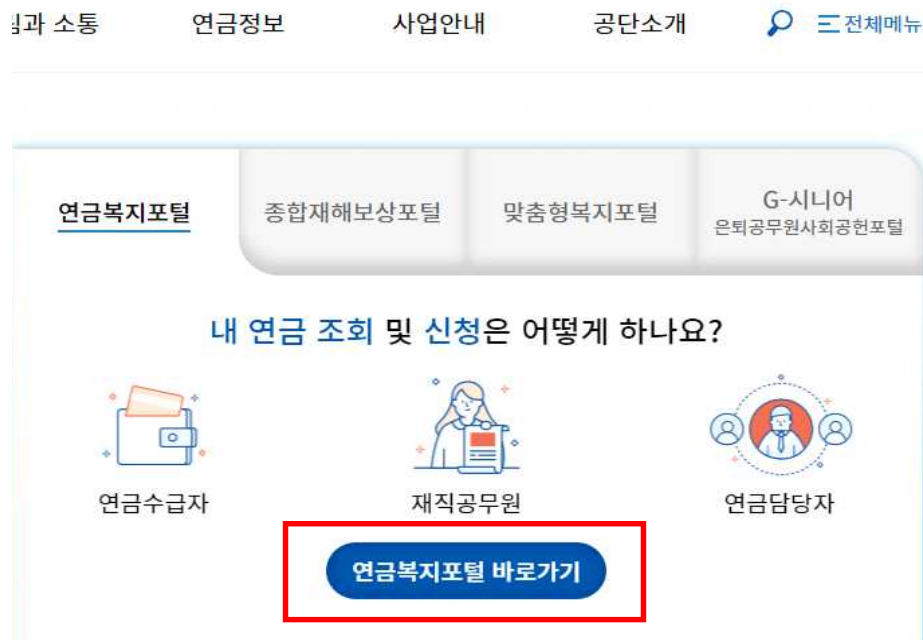 과 소통 연금정보 사업안내 공단소개 전체메뉴
연금복지포털 종합재해보상포털 맞춤형복지포털 G-시니어
은퇴공무원사회공헌포털
내 연금 조회 및 신청은 어떻게 하나요?
연금수급자 재직공무원 연금담당자
연금복지포털 바로가기